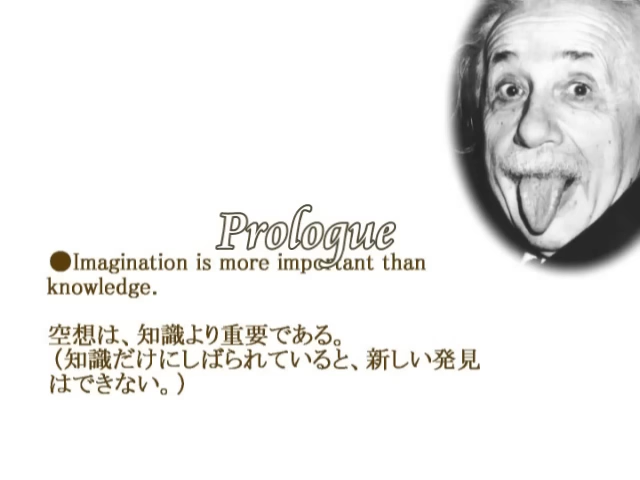 Prologue
●Imagination is more important than
knowledge.
空想は、知識より重要である。
（知識だけにしばられていると、新しい発見
はできない。）